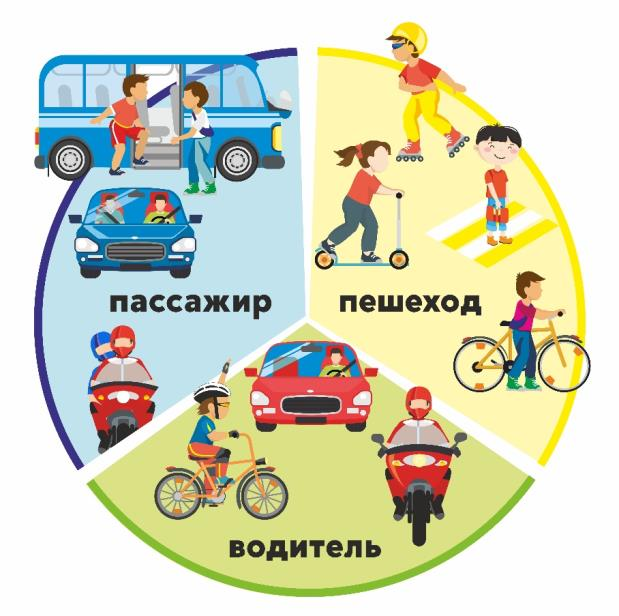 пассажир
пешеход
водитель